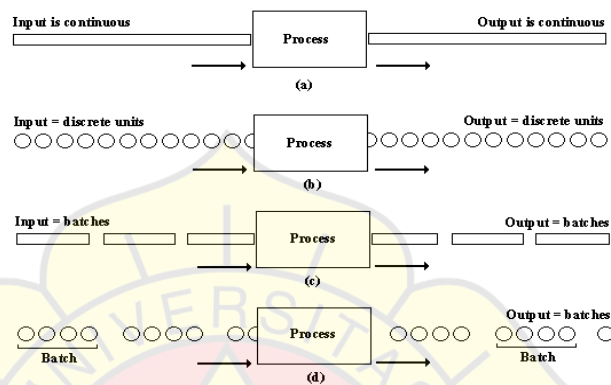 Input is continuous
Output is continuous
Process
(a)
Input = discrete units
Output = discrete units
Process
(b)
Input = batches
Output = batches
Process
(c)
Output = batches
Process
Batch
Batch
(d)
UNIVERSITAS